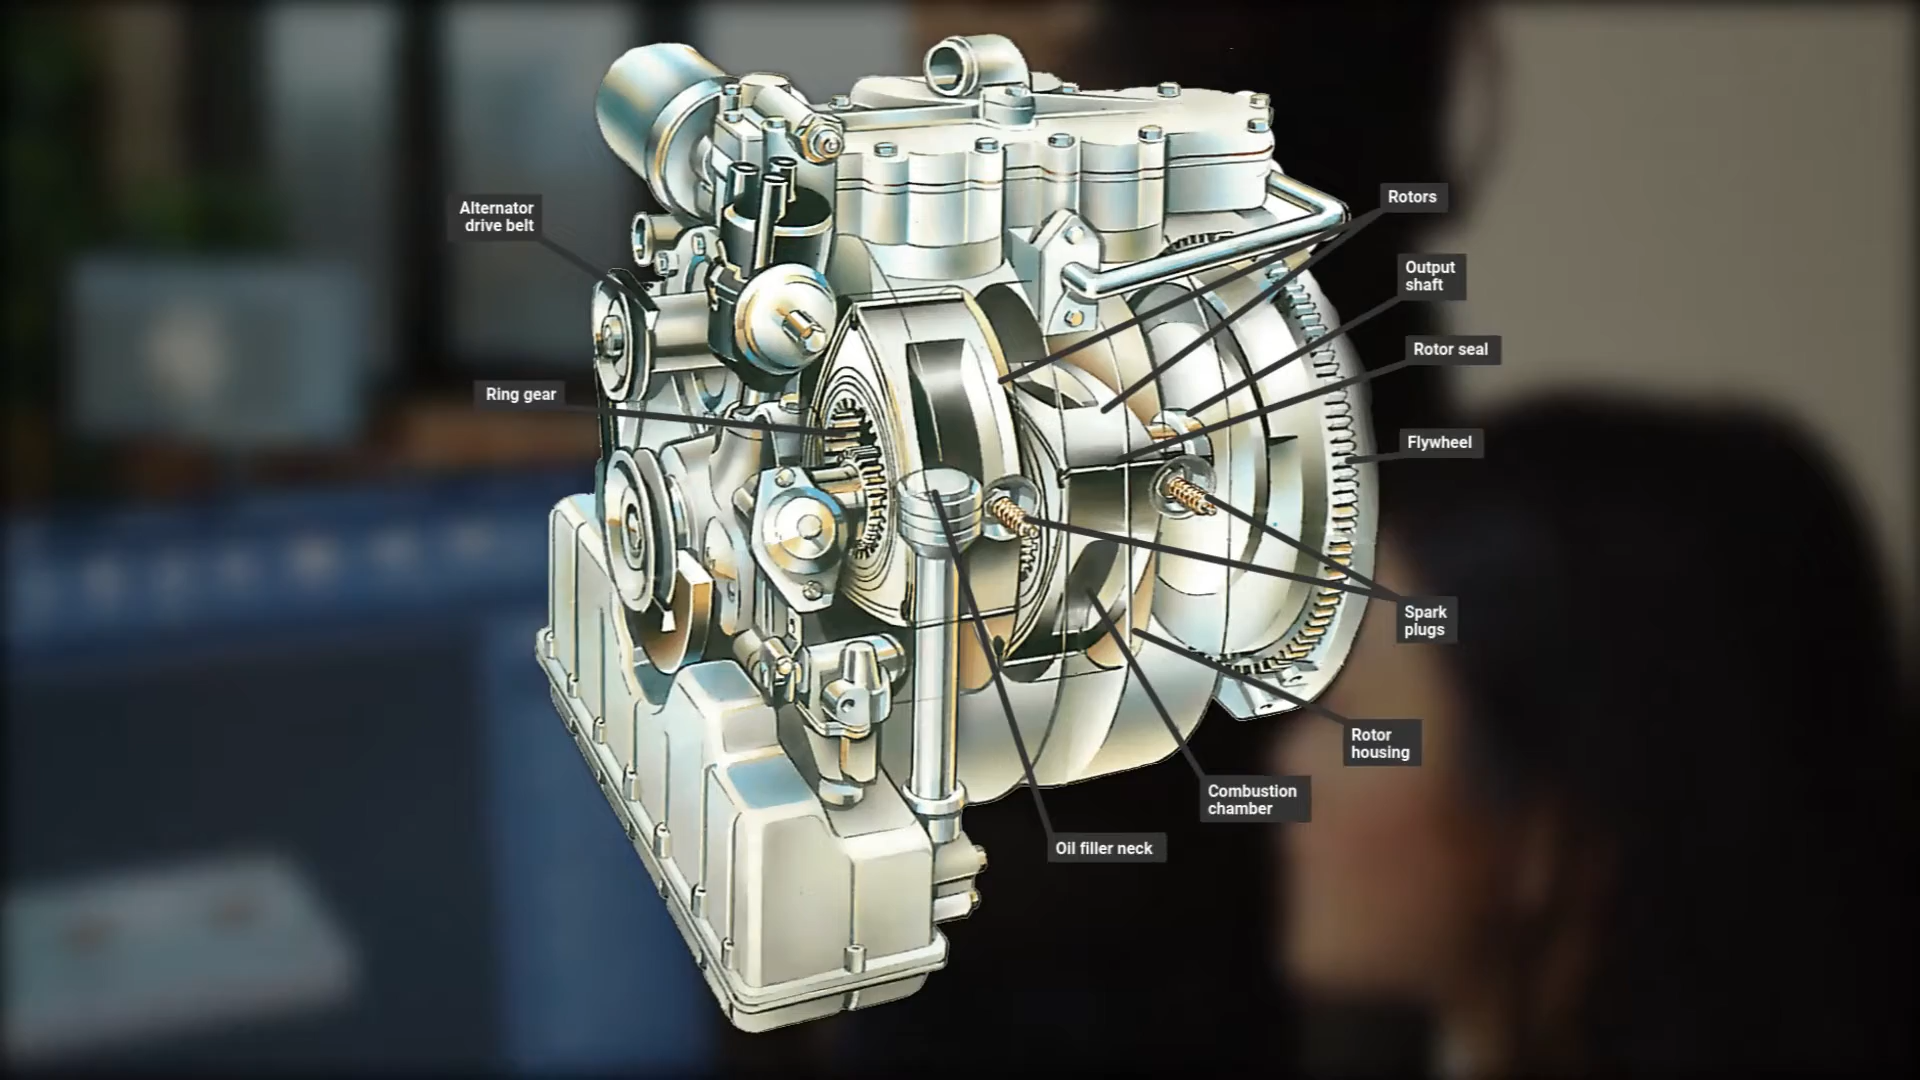 Alternator
drive belt
Ring gear
Rotors
Output
shaft
Rotor seal
Flywheel
Spark
plugs
Rotor
housing
Combustion
chamber
Oil filler neck